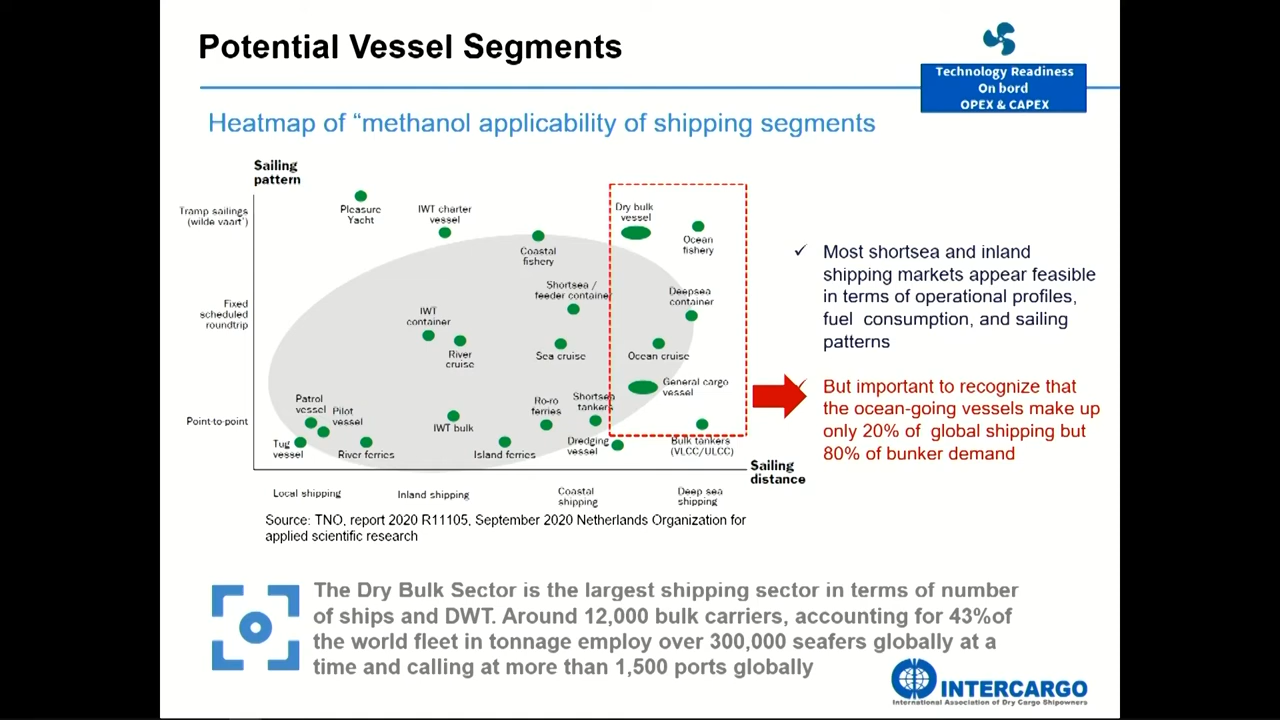 Potential Vessel Segments
Technology Readiness
On bord
OPEX & CAPEX
Heatmap of “methanol applicability of shipping segments
Sailing
pattern
Tramp sailings
(wilde vaart')
Fixed
scheduled
roundtrip
Point-to-point
Pleasure
Yacht
IWT charter
vessel
Coastal
fishery
Dry bulk
vessel
Ocean
fishery
Shortsea /
feeder container
Deepsea
container
IWT
container
River
cruise
Sea cruise
Ocean cruise
General cargo
vessel
Patrol
vessel
Pilot
vessel
Tug
vessel
River ferries
IWT bulk
Island ferries
Ro-ro
ferries
Shortsea
tankers
Dredging
vessel
Bulk tankers
(VLCC/ULCC)
Sailing
distance
Local shipping
Inland shipping
Coastal
shipping
Deep sea
shipping
Source: TNO, report 2020 R11105, September 2020 Netherlands Organization for
applied scientific research
✓ Most shortsea and inland
shipping markets appear feasible
in terms of operational profiles,
fuel consumption, and sailing
patterns
✓ But important to recognize that
the ocean-going vessels make up
only 20% of global shipping but
80% of bunker demand
The Dry Bulk Sector is the largest shipping sector in terms of number
of ships and DWT. Around 12,000 bulk carriers, accounting for 43%of
the world fleet in tonnage employ over 300,000 seafers globally at a
time and calling at more than 1,500 ports globally
INTERCARGO
International Association of Dry Cargo Shipowners